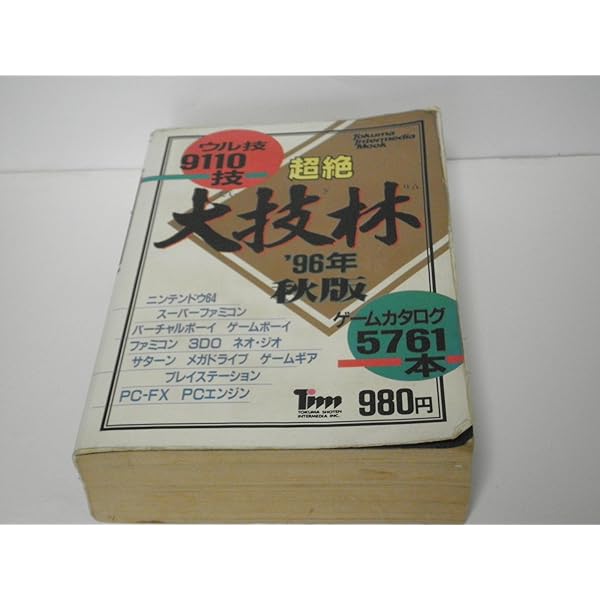 ウル技
9110
技
Tokuma
Intermedia
Mook
超絶
大技林
'96年
秋版
ニンテンドウ64
スーパーファミコン
バーチャルボーイ ゲームボーイ
ファミコン 3DO ネオ・ジオ
サターン メガドライブ ゲームギア
プレイステーション
PC-FX PCエンジン
ゲームカタログ
5761
本
Tim
TOKUMA SHOTEN
INTERMEDIA INC.
980円